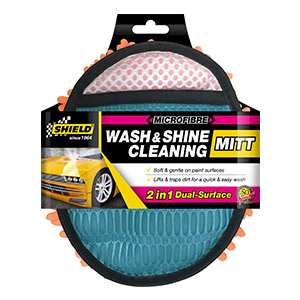 MICROFIBRE
SHIELD
since 1964
WASH & SHINE
CLEANING
MITT
Soft & gentle on paint surfaces
Lifts & traps dirt for a quick & easy wash
2 in 1 Dual-Surface